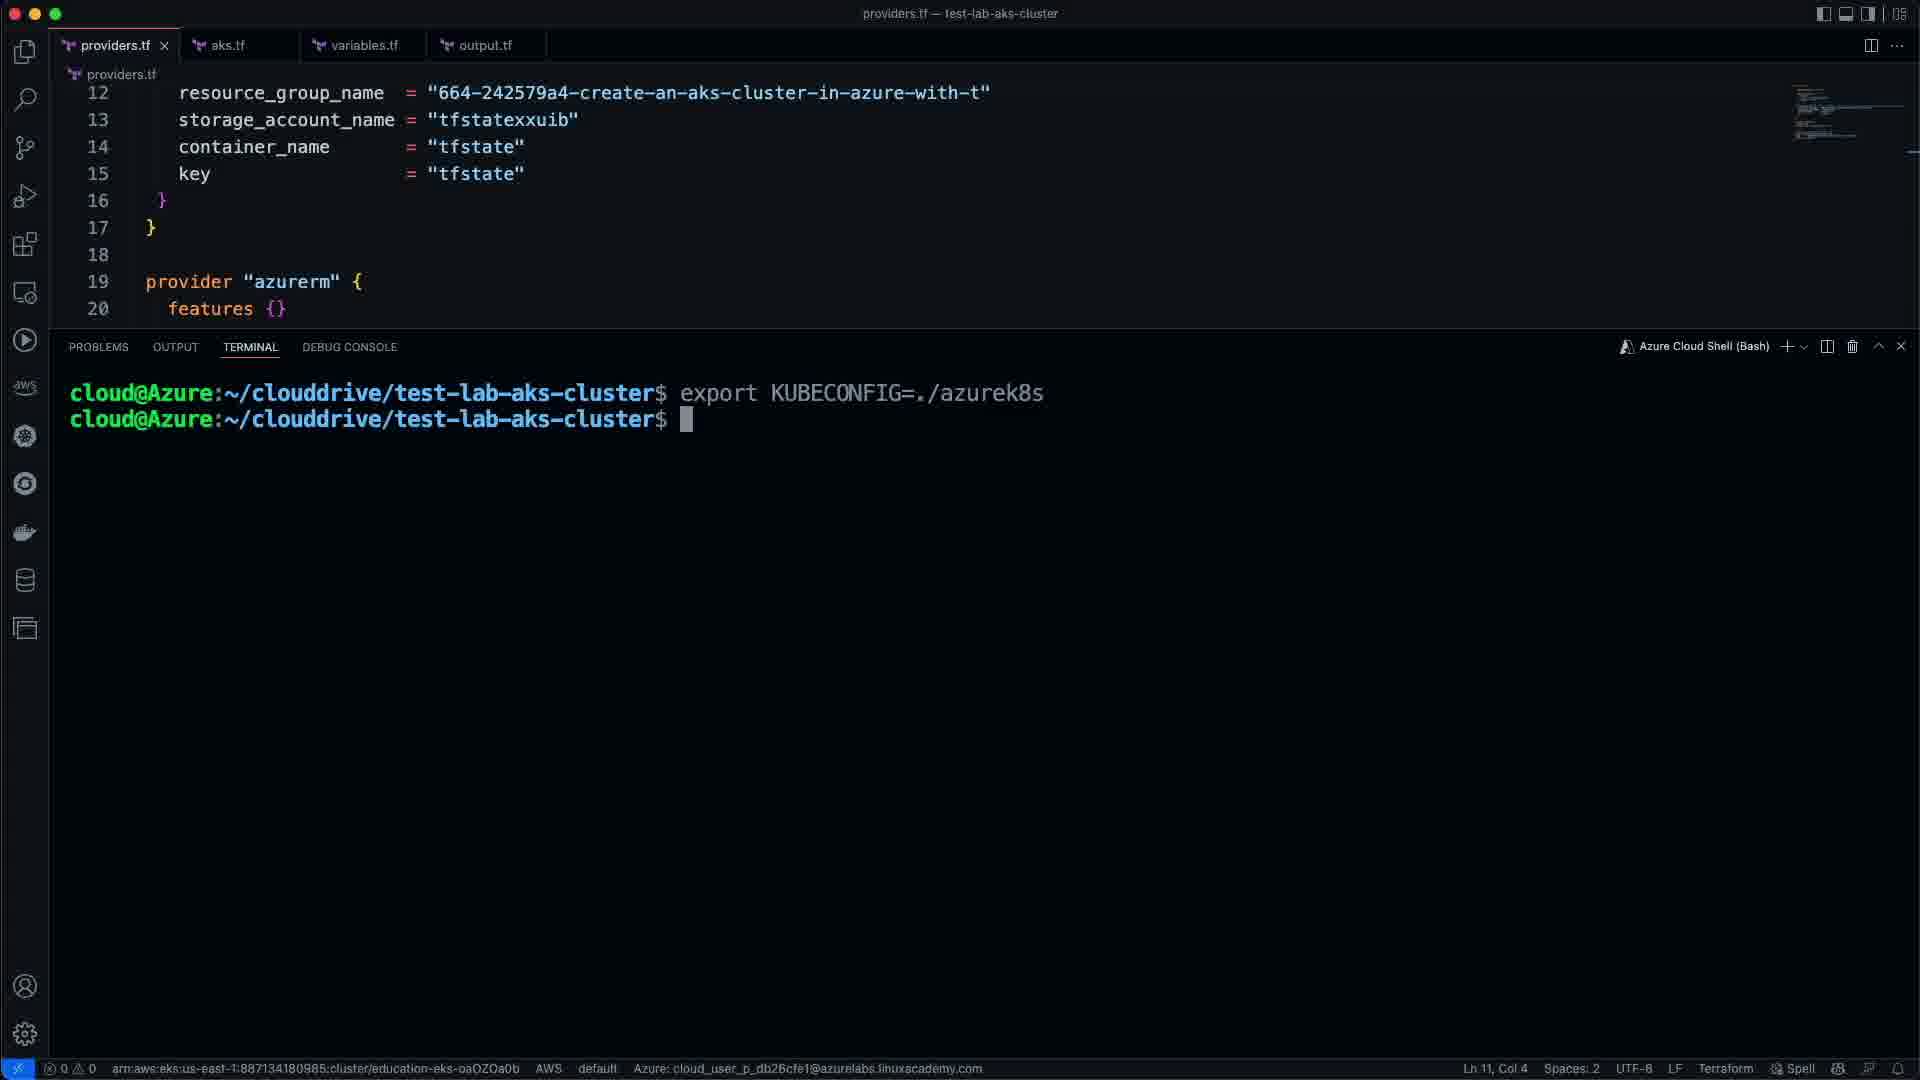 providers.tf — test-lab-aks-cluster
providers.tf
aks.tf
variables.tf
output.tf
providers.tf
12 resource_group_name = "664-242579a4-create-an-aks-cluster-in-azure-with-t"
13 storage_account_name = "tfstatexxuib"
14 container_name = "tfstate"
15 key = "tfstate"
16 }
17 }
18
19 provider "azurerm" {
20 features {}
PROBLEMS OUTPUT TERMINAL DEBUG CONSOLE
Azure Cloud Shell (Bash)
cloud@Azure:~/clouddrive/test-lab-aks-cluster$ export KUBECONFIG=./azurek8s
cloud@Azure:~/clouddrive/test-lab-aks-cluster$
aws
0 0 arn:aws:eks:us-east-1:887134180985:cluster/education-eks-oaOZOa0b AWS default Azure: cloud_user_p_db26cfe1@azurelabs.linuxacademy.com Ln 11, Col 4 Spaces: 2 UTF-8 LF Terraform Spell